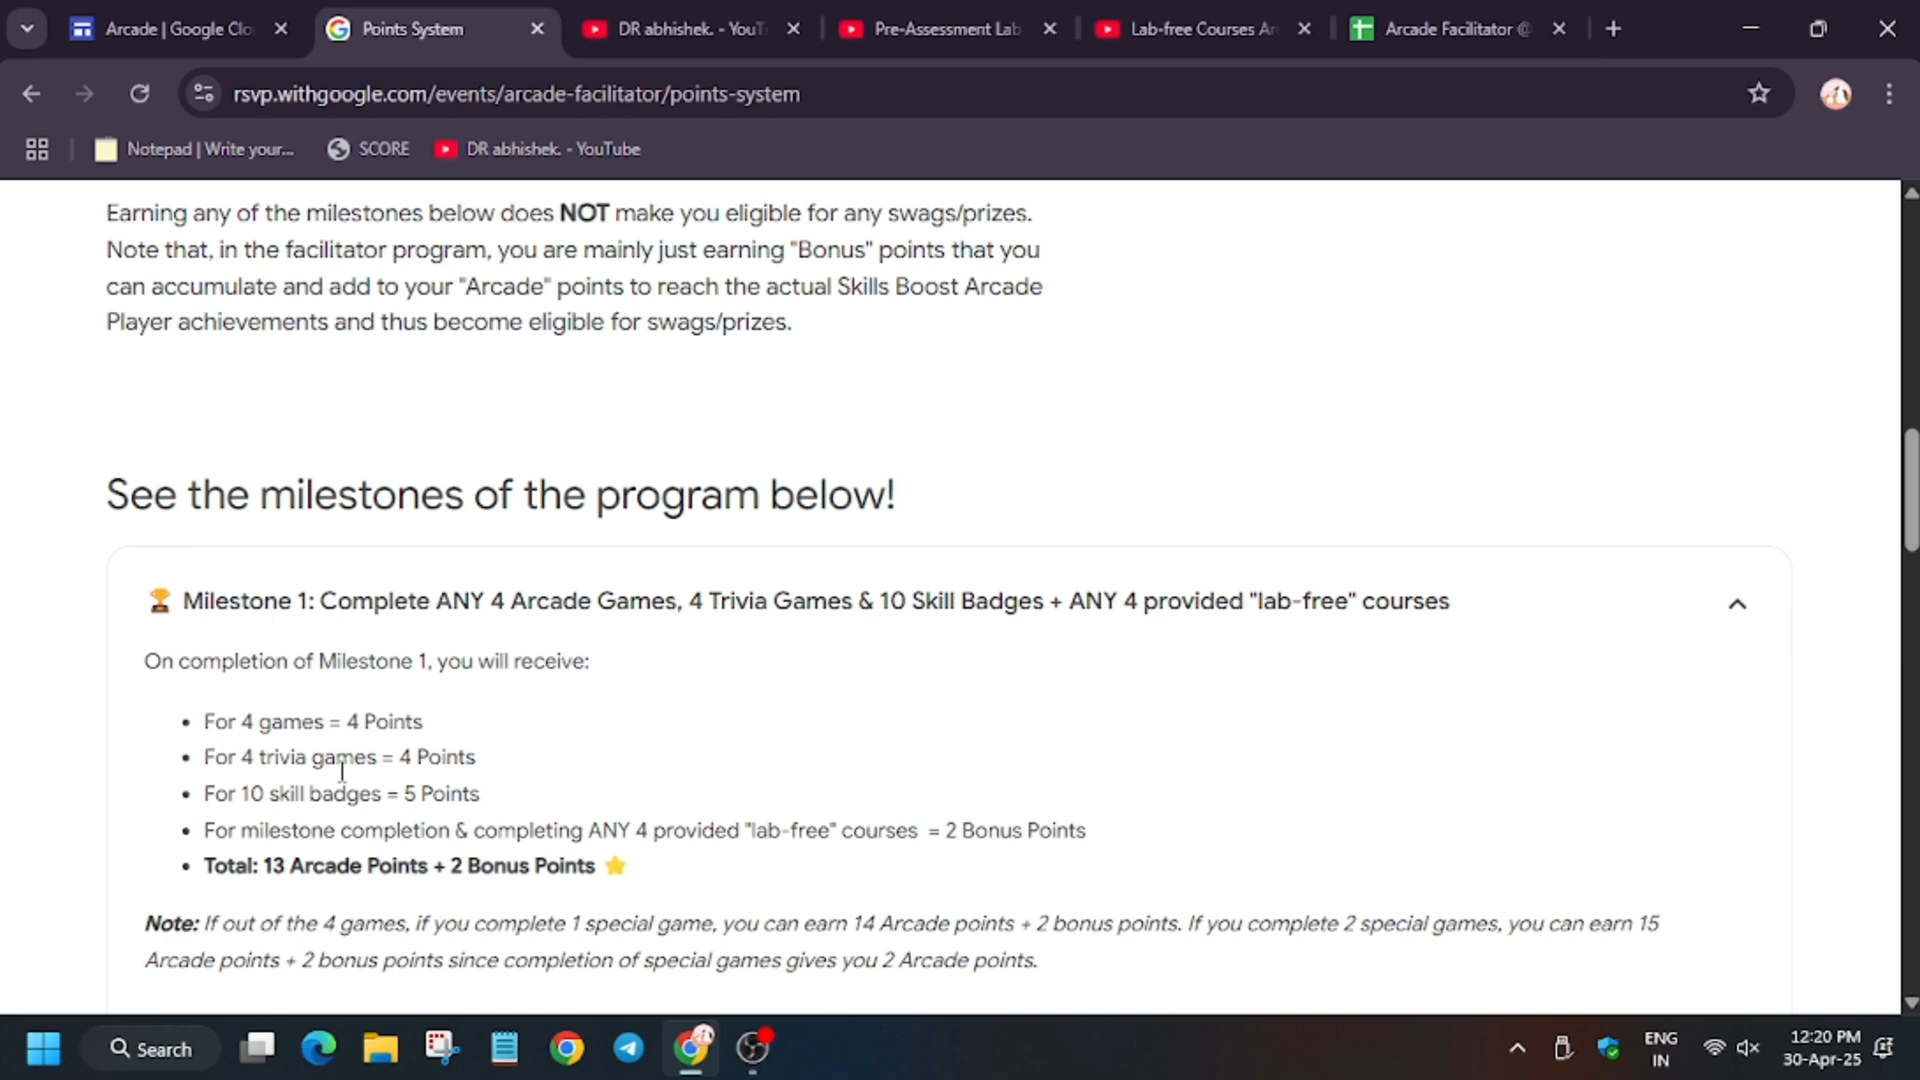 Arcade | Google Clo
Points System
DR abhishek. - YouT
Pre-Assessment Lab
Lab-free Courses Ar
Arcade Facilitator @
rsvp.withgoogle.com/events/arcade-facilitator/points-system
Notepad | Write your...
SCORE
DR abhishek. - YouTube
Earning any of the milestones below does NOT make you eligible for any swags/prizes.
Note that, in the facilitator program, you are mainly just earning "Bonus" points that you
can accumulate and add to your "Arcade" points to reach the actual Skills Boost Arcade
Player achievements and thus become eligible for swags/prizes.
See the milestones of the program below!
Milestone 1: Complete ANY 4 Arcade Games, 4 Trivia Games & 10 Skill Badges + ANY 4 provided "lab-free" courses
On completion of Milestone 1, you will receive:
• For 4 games = 4 Points
• For 4 trivia games = 4 Points
• For 10 skill badges = 5 Points
• For milestone completion & completing ANY 4 provided "lab-free" courses = 2 Bonus Points
• Total: 13 Arcade Points + 2 Bonus Points
Note: If out of the 4 games, if you complete 1 special game, you can earn 14 Arcade points + 2 bonus points. If you complete 2 special games, you can earn 15
Arcade points + 2 bonus points since completion of special games gives you 2 Arcade points.
Search
ENG
IN
12:20 PM
30-Apr-25